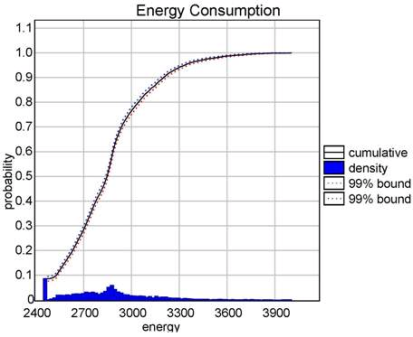 Energy Consumption
1.1
1.0
0.9
0.8
0.7
0.6
0.5
0.4
0.3
0.2
0.1
0
probability
2400 2700 3000 3300 3600 3900
energy
cumulative
density
99% bound
99% bound